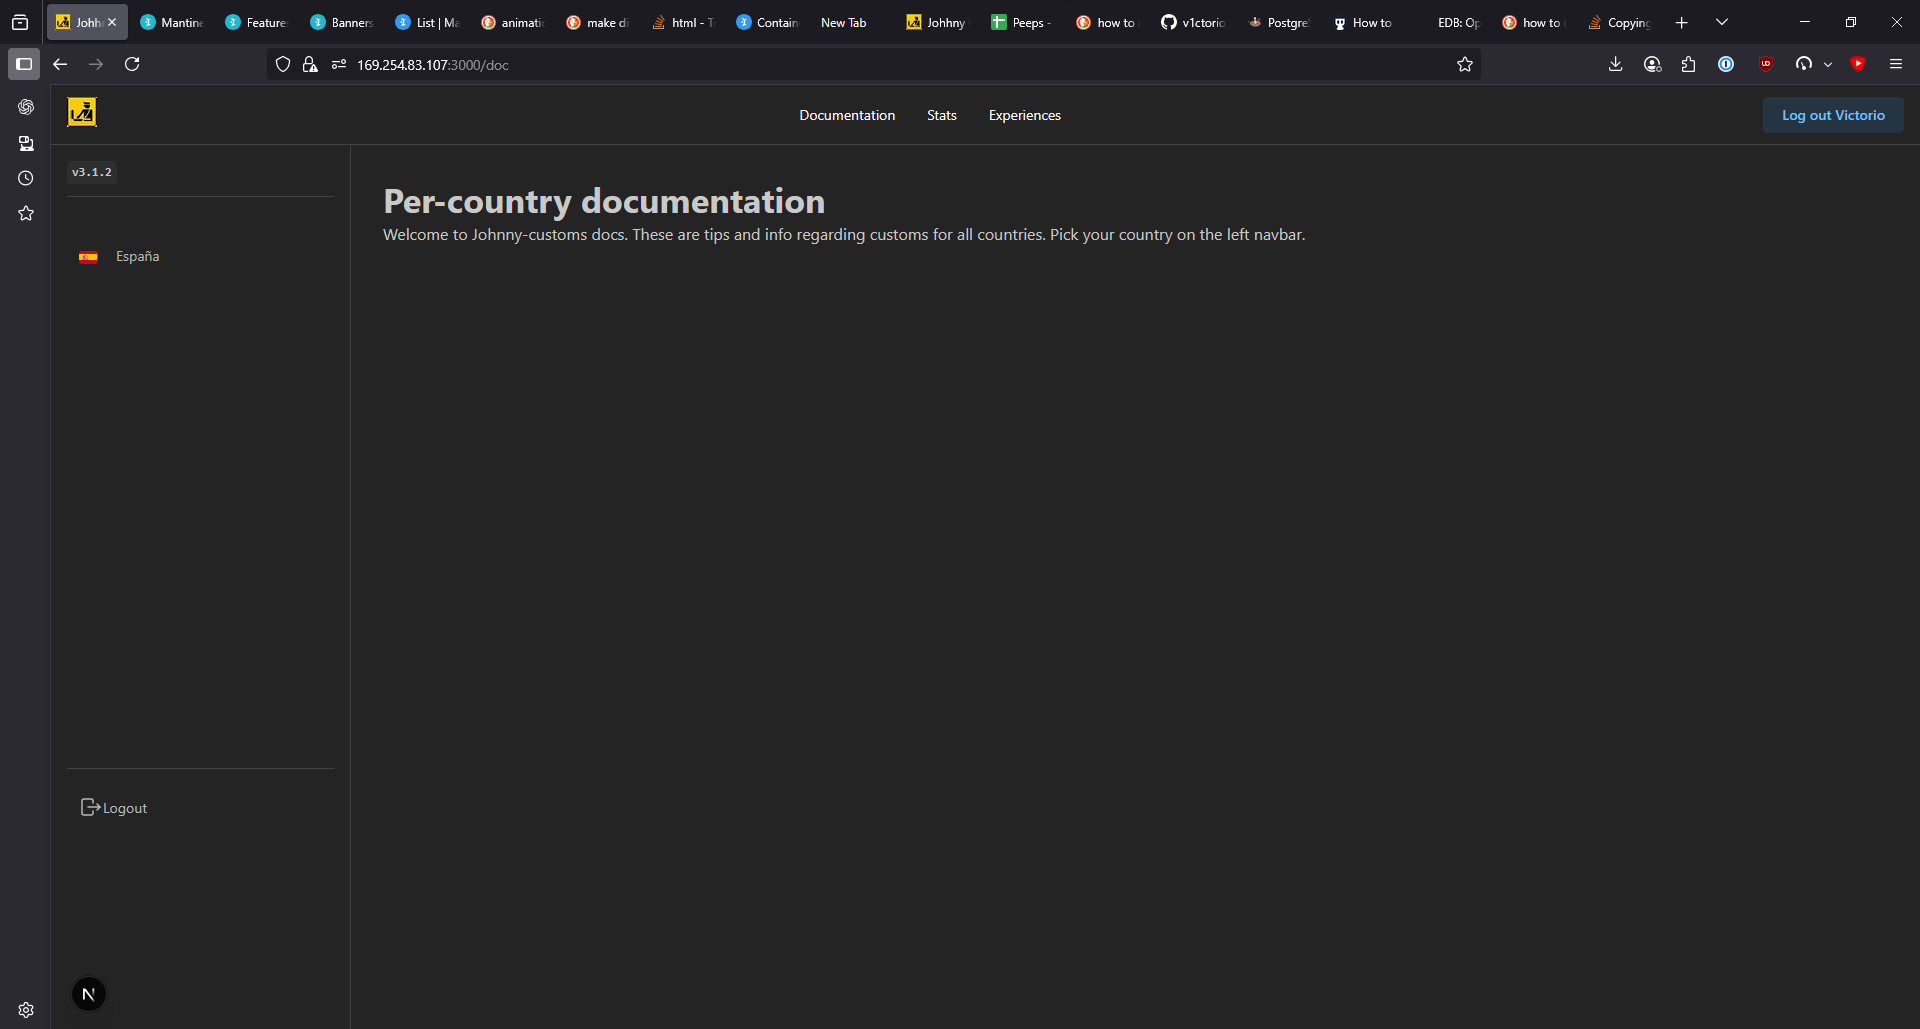 Johh
Mantine
Feature
Banners
List | Ma
animatic
make di
html - T
Contain
New Tab
Johhny
Peeps -
how to
v1ctorio
Postgre
How to
EDB: Op
how to
Copying
169.254.83.107:3000/doc
Documentation
Stats
Experiences
Log out Victorio
v3.1.2
España
Per-country documentation
Welcome to Johnny-customs docs. These are tips and info regarding customs for all countries. Pick your country on the left navbar.
Logout
N